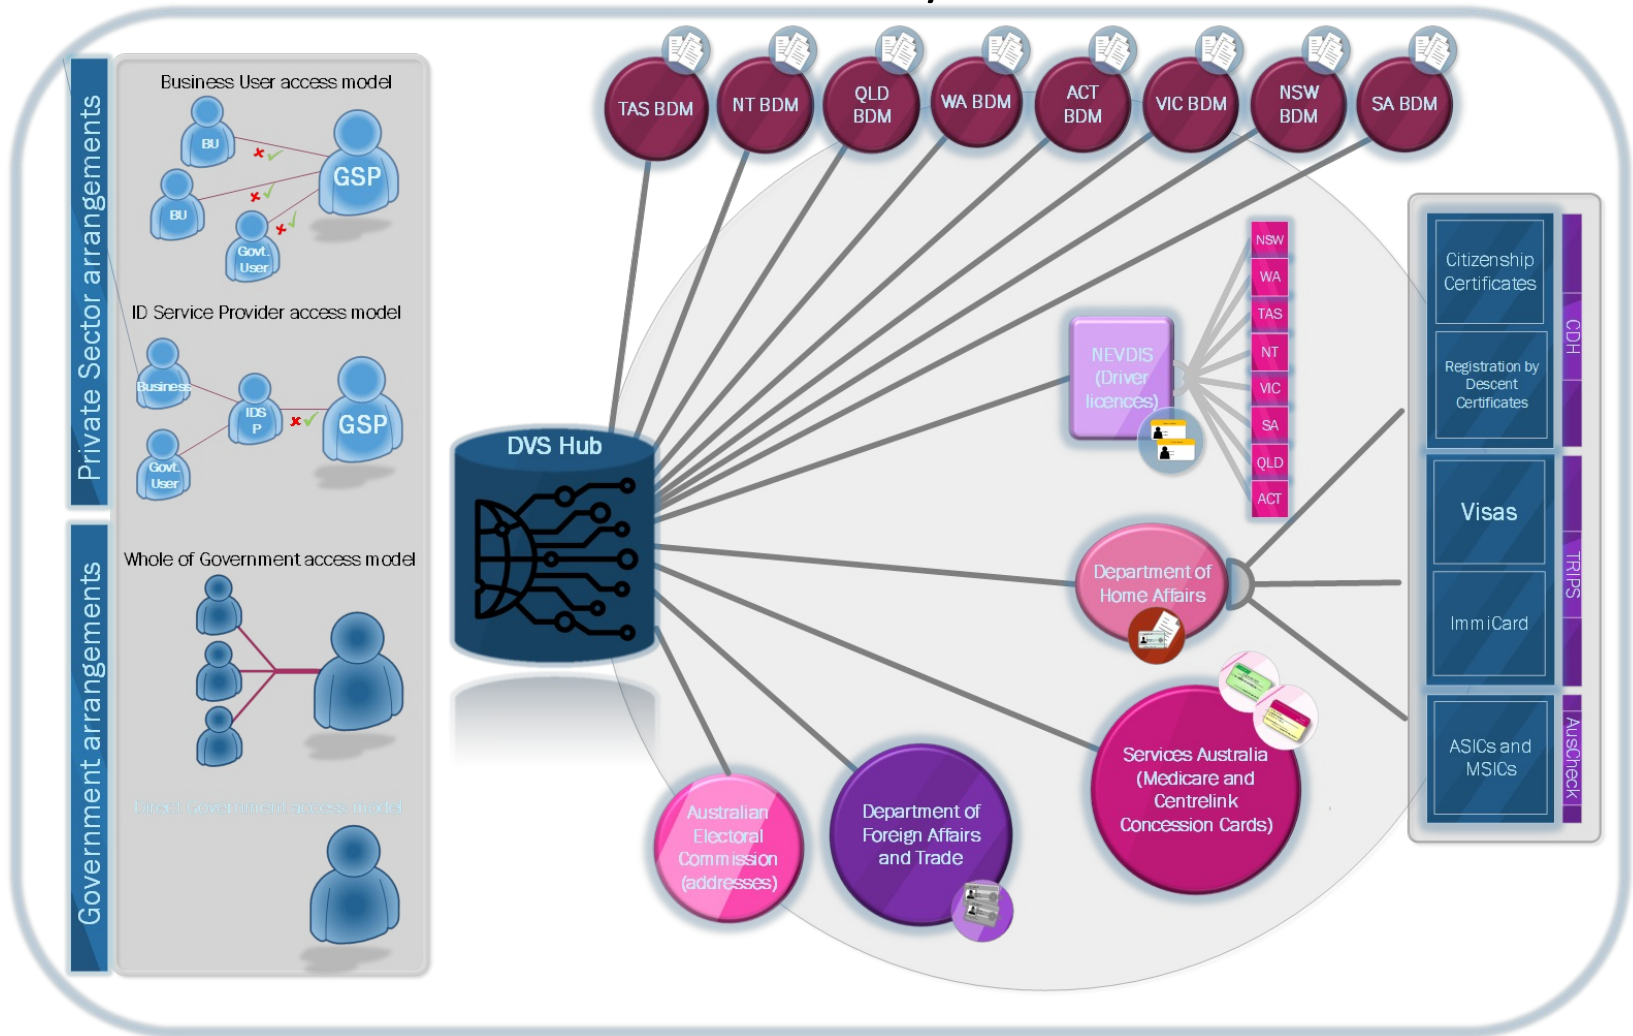 Private Sector arrangements
Business User access model
BU
GSP
BU
Govt.
User
ID Service Provider access model
Business
IDS
P
GSP
Govt.
User
Government arrangements
Whole of Government access model
Direct Government access model
DVS Hub
TAS BDM
NT BDM
QLD
BDM
WA BDM
ACT
BDM
VIC BDM
NSW
BDM
SA BDM
NEVDIS
(Driver
licences)
NSW
WA
TAS
NT
VIC
SA
QLD
ACT
Department of
Home Affairs
Services Australia
(Medicare and
Centrelink
Concession Cards)
Department of
Foreign Affairs
and Trade
Australian
Electoral
Commission
(addresses)
Citizenship
Certificates
Registration by
Descent
Certificates
CDH
Visas
ImmiCard
TRIPS
ASICs and
MSICs
AusCheck